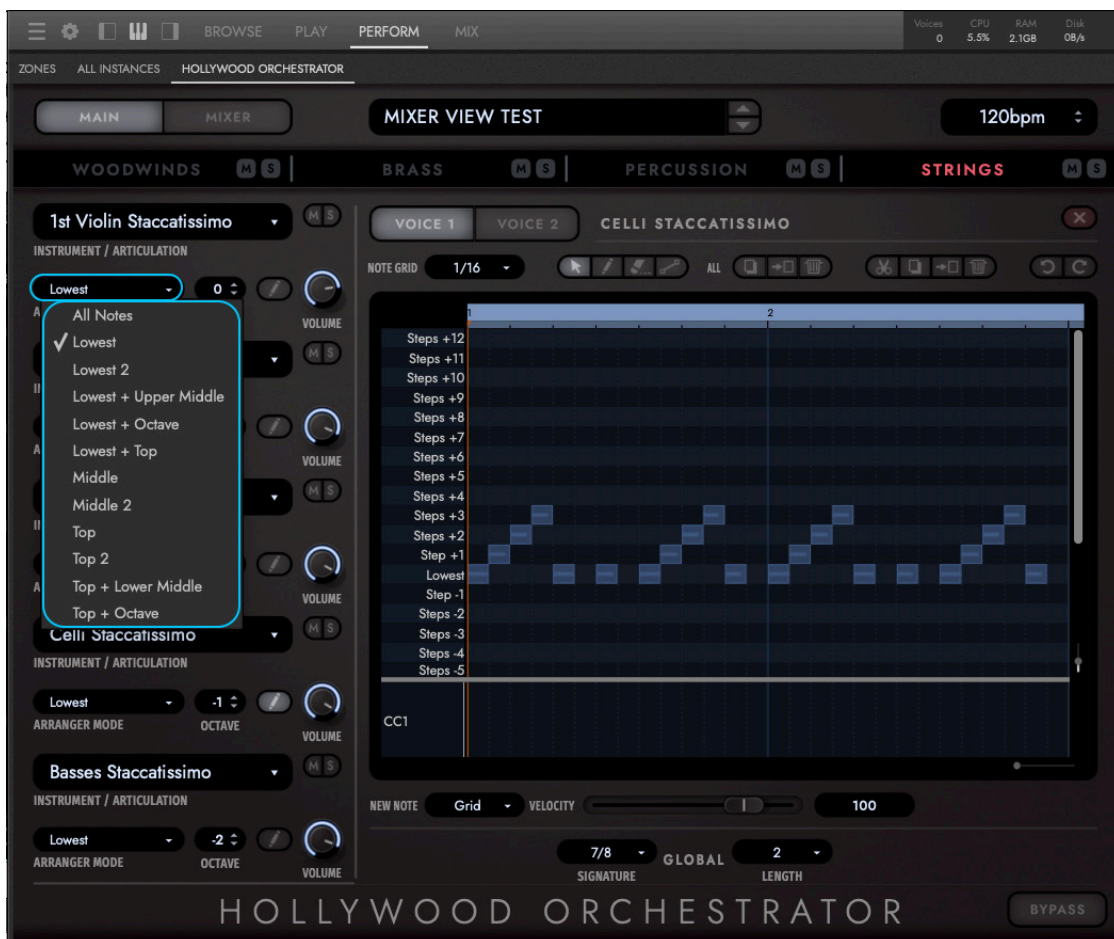 BROWSE PLAY PERFORM MIX Voices CPU RAM Disk
0 5.5% 2.1GB 0B/s
ZONES ALL INSTANCES HOLLYWOOD ORCHESTRATOR
MAIN MIXER MIXER VIEW TEST 120bpm
WOODWINDS M S BRASS M S PERCUSSION M S STRINGS M S
1st Violin Staccatissimo M S
INSTRUMENT / ARTICULATION
Lowest 0
VOLUME
All Notes
Lowest
Lowest 2
Lowest + Upper Middle
Lowest + Octave
Lowest + Top
Middle
Middle 2
Top
Top 2
Top + Lower Middle
Top + Octave
M S
VOLUME
M S
VOLUME
Celli Staccatissimo M S
INSTRUMENT / ARTICULATION
Lowest -1
ARRANGER MODE OCTAVE VOLUME
Basses Staccatissimo M S
INSTRUMENT / ARTICULATION
Lowest -2
ARRANGER MODE OCTAVE VOLUME
VOICE 1 VOICE 2 CELLI STACCATISSIMO
NOTE GRID 1/16 ALL
1 2
Steps +12
Steps +11
Steps +10
Steps +9
Steps +8
Steps +7
Steps +6
Steps +5
Steps +4
Steps +3
Steps +2
Step +1
Lowest
Step -1
Steps -2
Steps -3
Steps -4
Steps -5
CC1
NEW NOTE Grid VELOCITY 100
7/8 GLOBAL 2
SIGNATURE LENGTH
HOLLYWOOD ORCHESTRATOR BYPASS